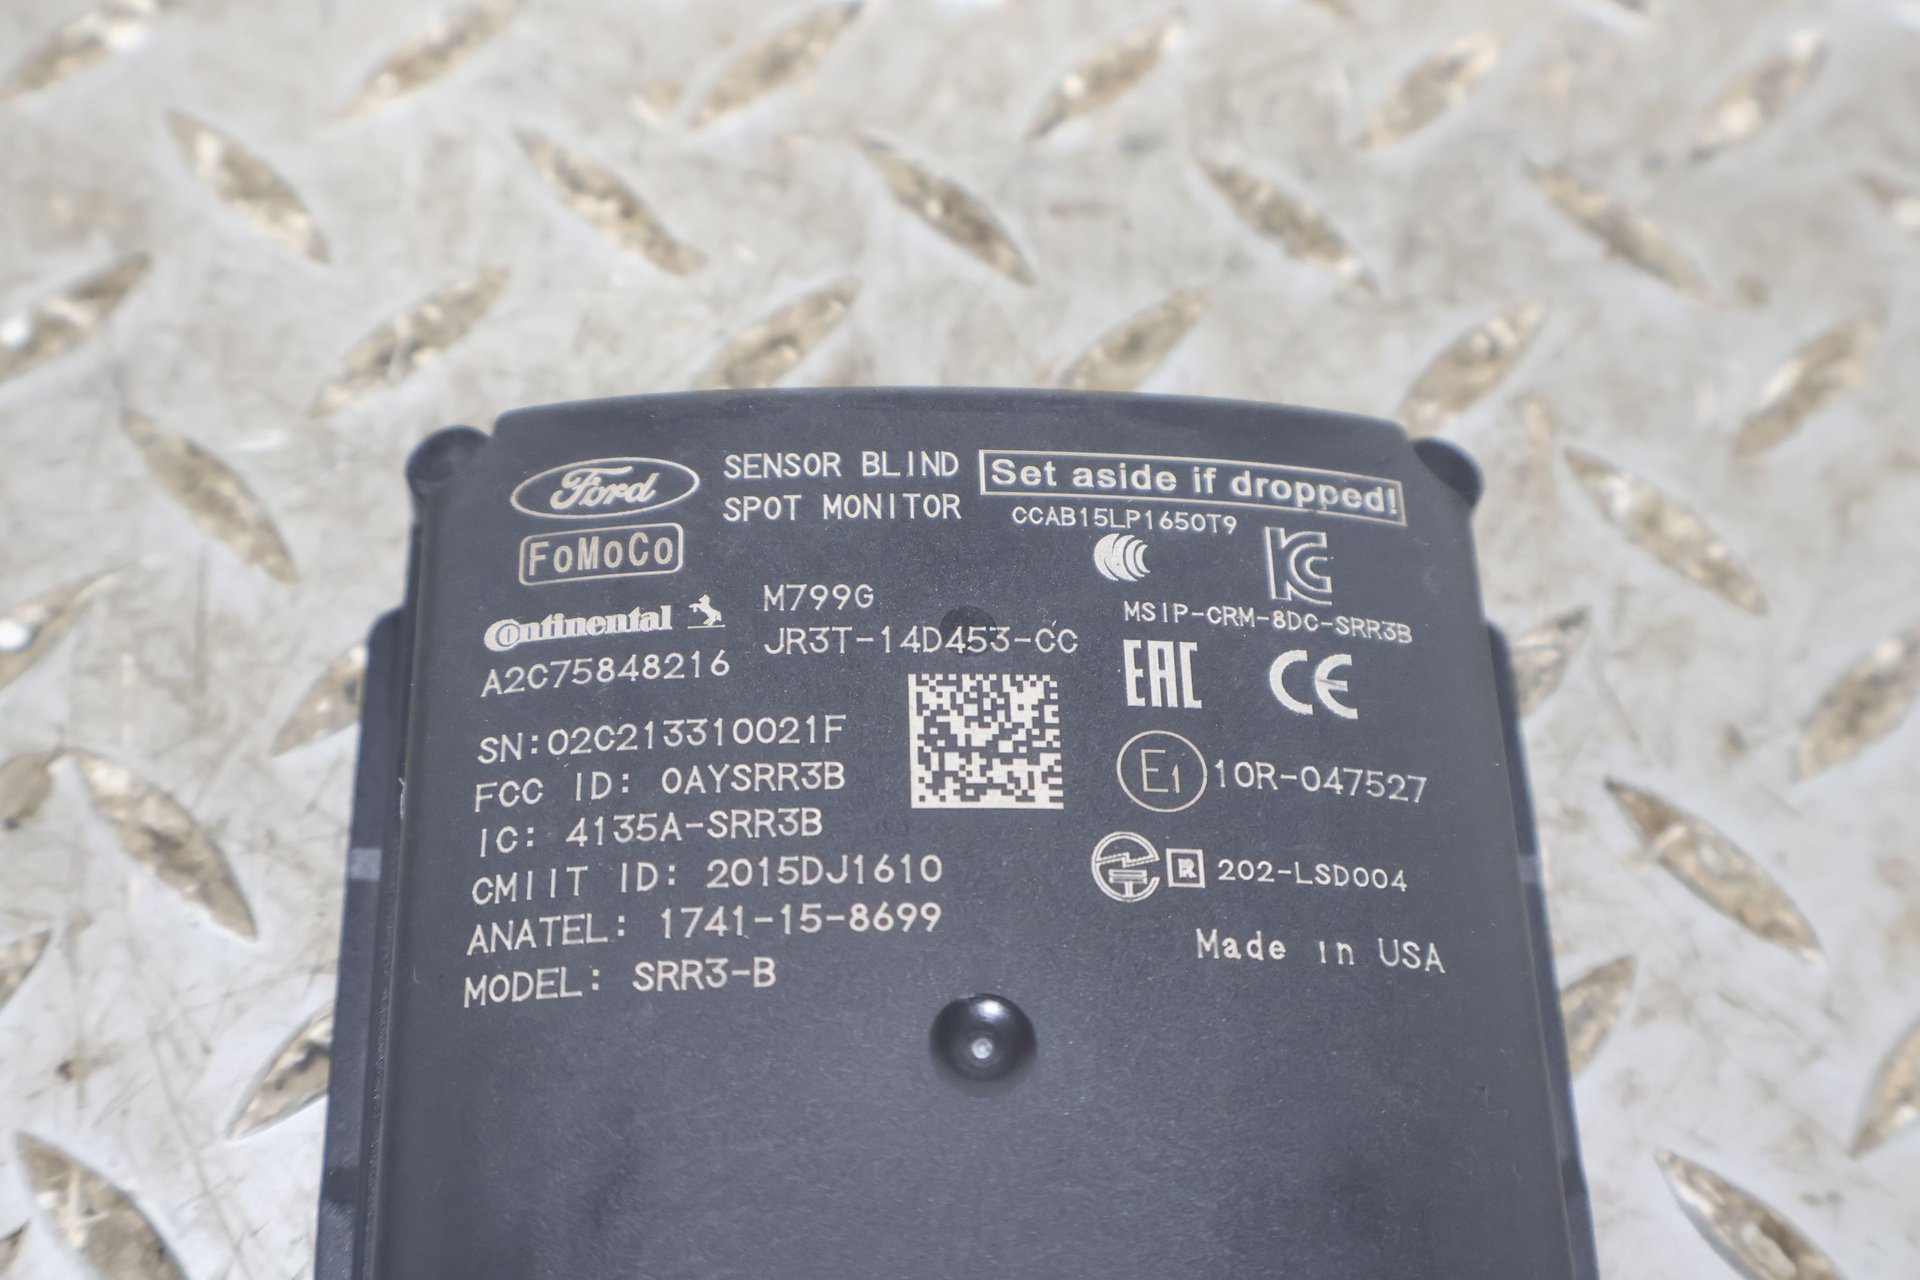 Ford
SENSOR BLIND
SPOT MONITOR
Set aside if dropped!
CCAB15LP1650T9
FoMoCo
Continental
M799G
JR3T-14D453-CC
MSIP-CRM-8DC-SRR3B
A2C75848216
EAC
CE
SN:02C213310021F
FCC ID: OAYSRR3B
E1
10R-047527
IC: 4135A-SRR3B
CMIIT ID: 2015DJ1610
R
202-LSD004
ANATEL: 1741-15-8699
MODEL: SRR3-B
Made in USA